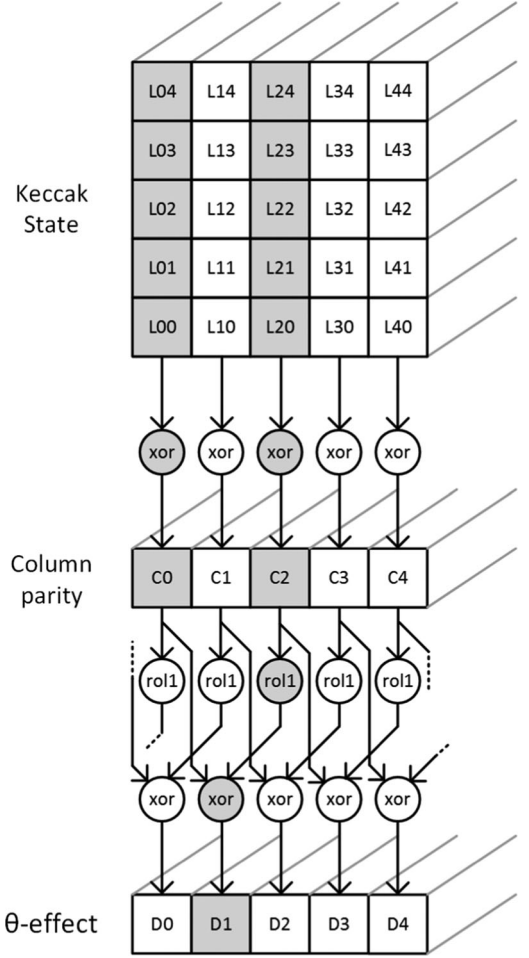 L04 L14 L24 L34 L44
L03 L13 L23 L33 L43
Keccak
State
L02 L12 L22 L32 L42
L01 L11 L21 L31 L41
L00 L10 L20 L30 L40
xor xor xor xor xor
Column
parity
C0 C1 C2 C3 C4
rol1 rol1 rol1 rol1 rol1
xor xor xor xor xor
θ-effect
D0 D1 D2 D3 D4